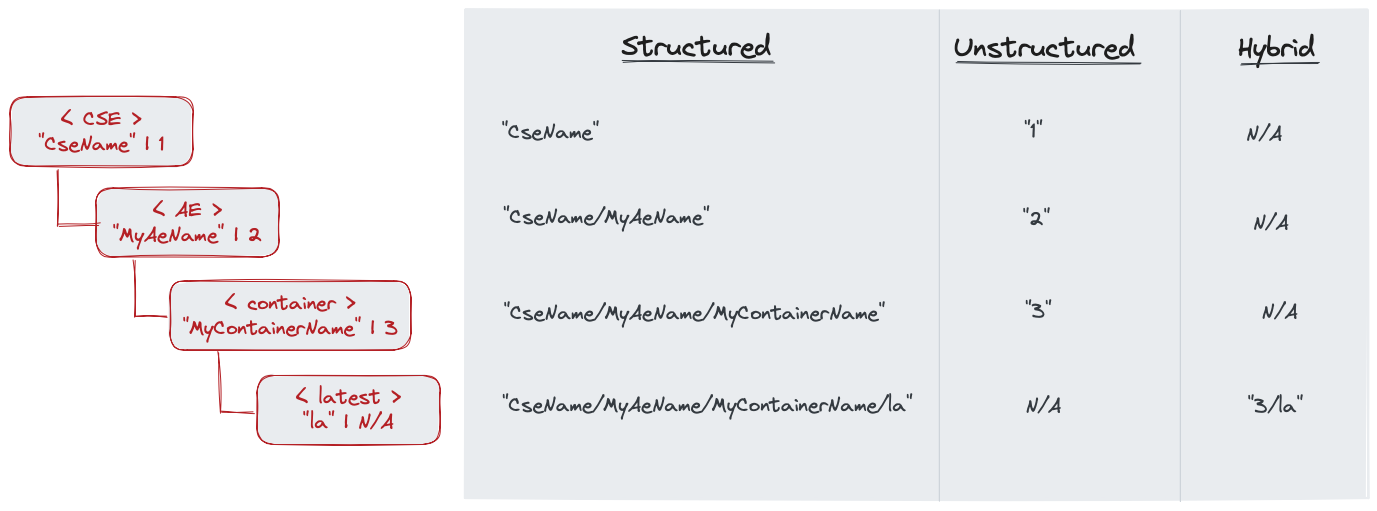 Structured Unstructured Hybrid
< CSE >
"CseName" | 1
"CseName" "1" N/A
< AE >
"MyAeName" | 2
"CseName/MyAeName" "2" N/A
< container >
"MyContainerName" | 3
"CseName/MyAeName/MyContainerName" "3" N/A
< latest >
"la" | N/A
"CseName/MyAeName/MyContainerName/la" N/A "3/la"